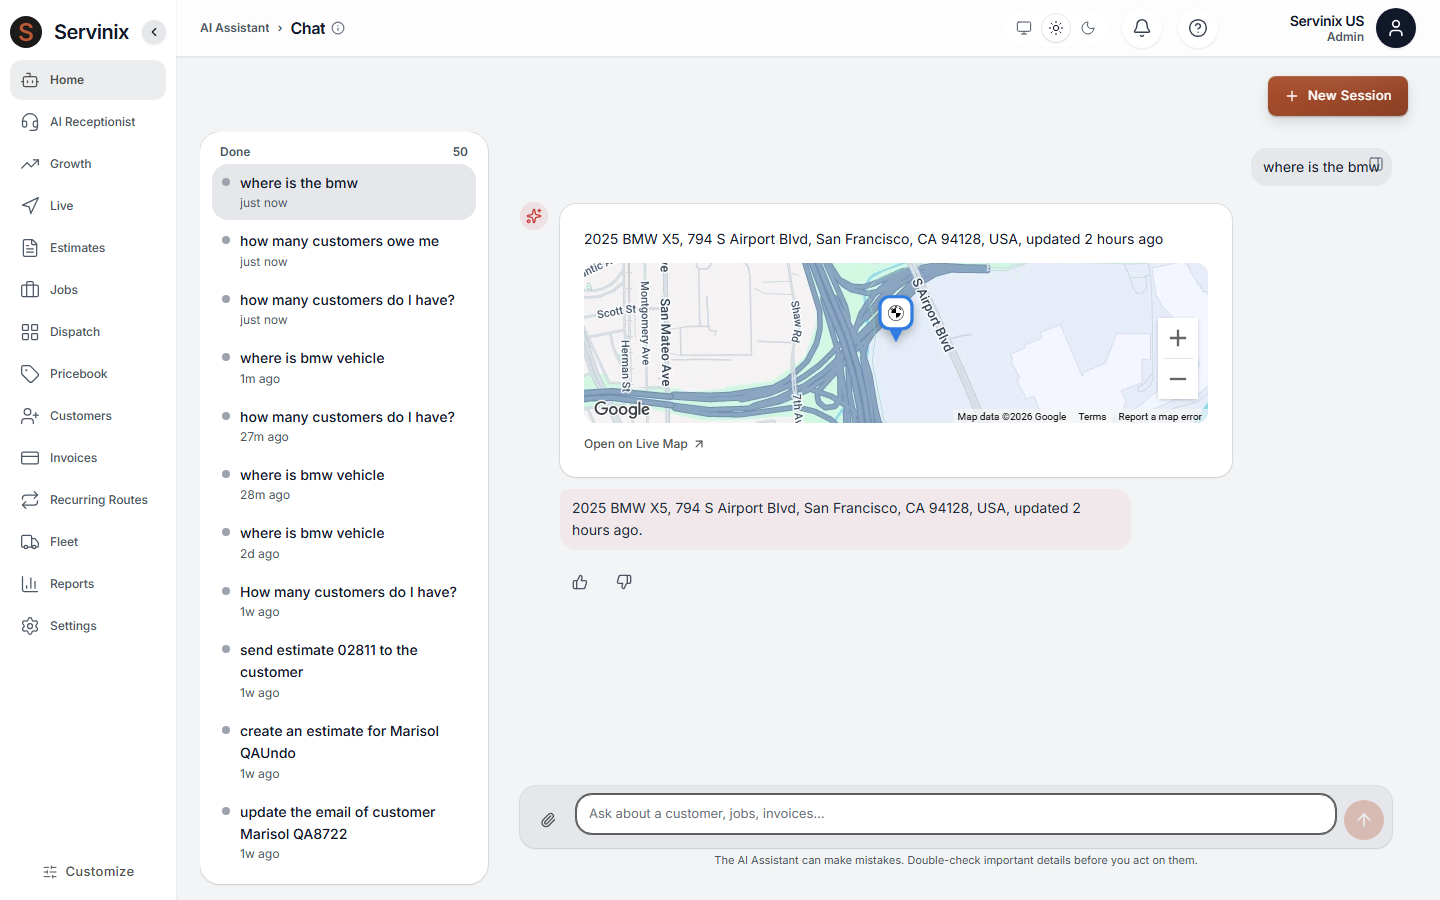 Servinix
Home
AI Receptionist
Growth
Live
Estimates
Jobs
Dispatch
Pricebook
Customers
Invoices
Recurring Routes
Fleet
Reports
Settings
Customize
AI Assistant › Chat
Servinix US
Admin
+ New Session
Done 50
where is the bmw
just now
how many customers owe me
just now
how many customers do I have?
just now
where is bmw vehicle
1m ago
how many customers do I have?
27m ago
where is bmw vehicle
28m ago
where is bmw vehicle
2d ago
How many customers do I have?
1w ago
send estimate 02811 to the
customer
1w ago
create an estimate for Marisol
QAUndo
1w ago
update the email of customer
Marisol QA8722
1w ago
where is the bmw
2025 BMW X5, 794 S Airport Blvd, San Francisco, CA 94128, USA, updated 2 hours ago
Scott St
Montgomery Ave
San Mateo Ave
Herman St
Shaw Rd
S Airport Blvd
7th Av
Google
Map data ©2026 Google Terms Report a map error
Open on Live Map
2025 BMW X5, 794 S Airport Blvd, San Francisco, CA 94128, USA, updated 2
hours ago.
Ask about a customer, jobs, invoices...
The AI Assistant can make mistakes. Double-check important details before you act on them.